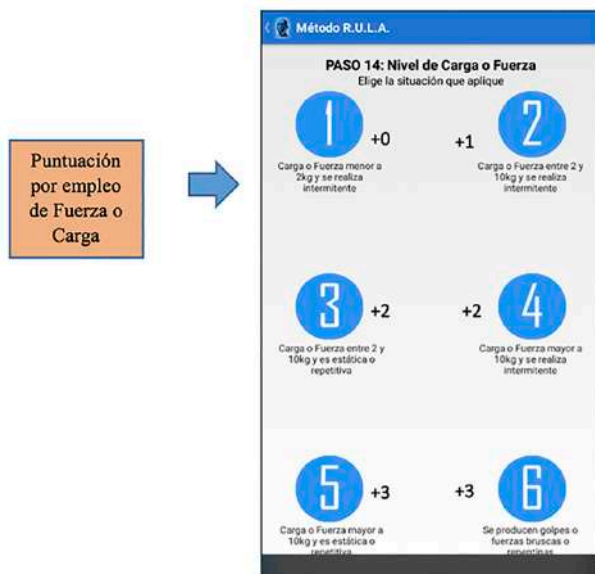 Método R.U.L.A.
PASO 14: Nivel de Carga o Fuerza
Elige la situación que aplique
Puntuación
por empleo
de Fuerza o
Carga
1 +0
Carga o Fuerza menor a
2kg y se realiza
intermitente
+1 2
Carga o Fuerza entre 2 y
10kg y se realiza
intermitente
3 +2
Carga o Fuerza entre 2 y
10kg y es estática o
repetitiva
+2 4
Carga o Fuerza mayor a
10kg y se realiza
intermitente
5 +3
Carga o Fuerza mayor a
10kg y es estática o
repetitiva
+3 6
Se producen golpes o
fuerzas bruscas o
repentinas